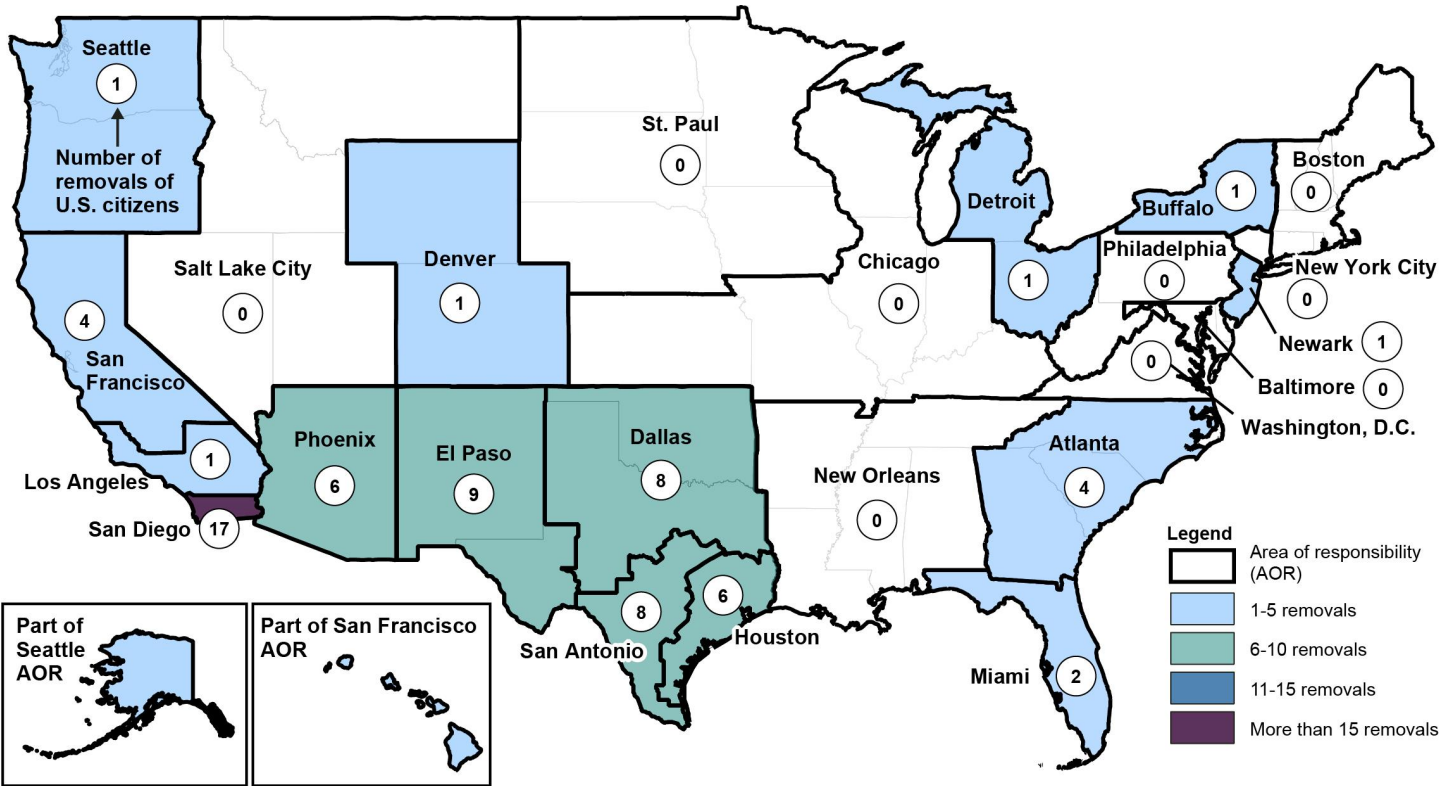 Seattle
1
Number of
removals of
U.S. citizens
St. Paul
0
Boston
0
Detroit
1
Buffalo
1
Philadelphia
0
New York City
0
Newark
1
Baltimore
0
Washington, D.C.
0
Chicago
0
Denver
1
Salt Lake City
0
4
San
Francisco
Los Angeles
1
San Diego
17
Phoenix
6
El Paso
9
Dallas
8
New Orleans
0
Atlanta
4
San Antonio
8
Houston
6
Miami
2
Part of
Seattle
AOR
Part of San Francisco
AOR
Legend
Area of responsibility
(AOR)
1-5 removals
6-10 removals
11-15 removals
More than 15 removals